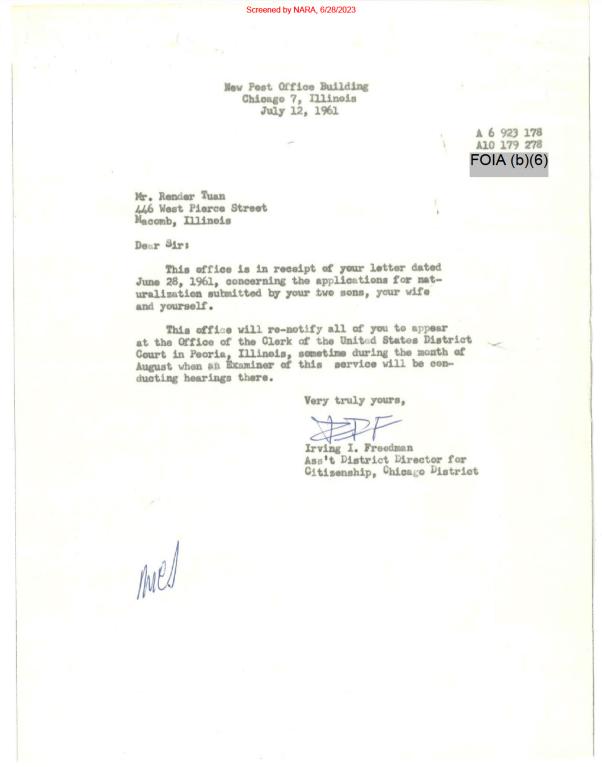 Screened by NARA, 6/28/2023
New Post Office Building
Chicago 7, Illinois
July 12, 1961
A 6 923 178
A10 179 278
FOIA (b)(6)
Mr. Render Tuan
446 West Pierce Street
Macomb, Illinois
Dear Sir:
This office is in receipt of your letter dated
June 28, 1961, concerning the applications for nat-
uralization submitted by your two sons, your wife
and yourself.
This office will re-notify all of you to appear
at the Office of the Clerk of the United States District
Court in Peoria, Illinois, sometime during the month of
August when an Examiner of this service will be con-
ducting hearings there.
Very truly yours,
Irving I. Freedman
Ass't District Director for
Citizenship, Chicago District